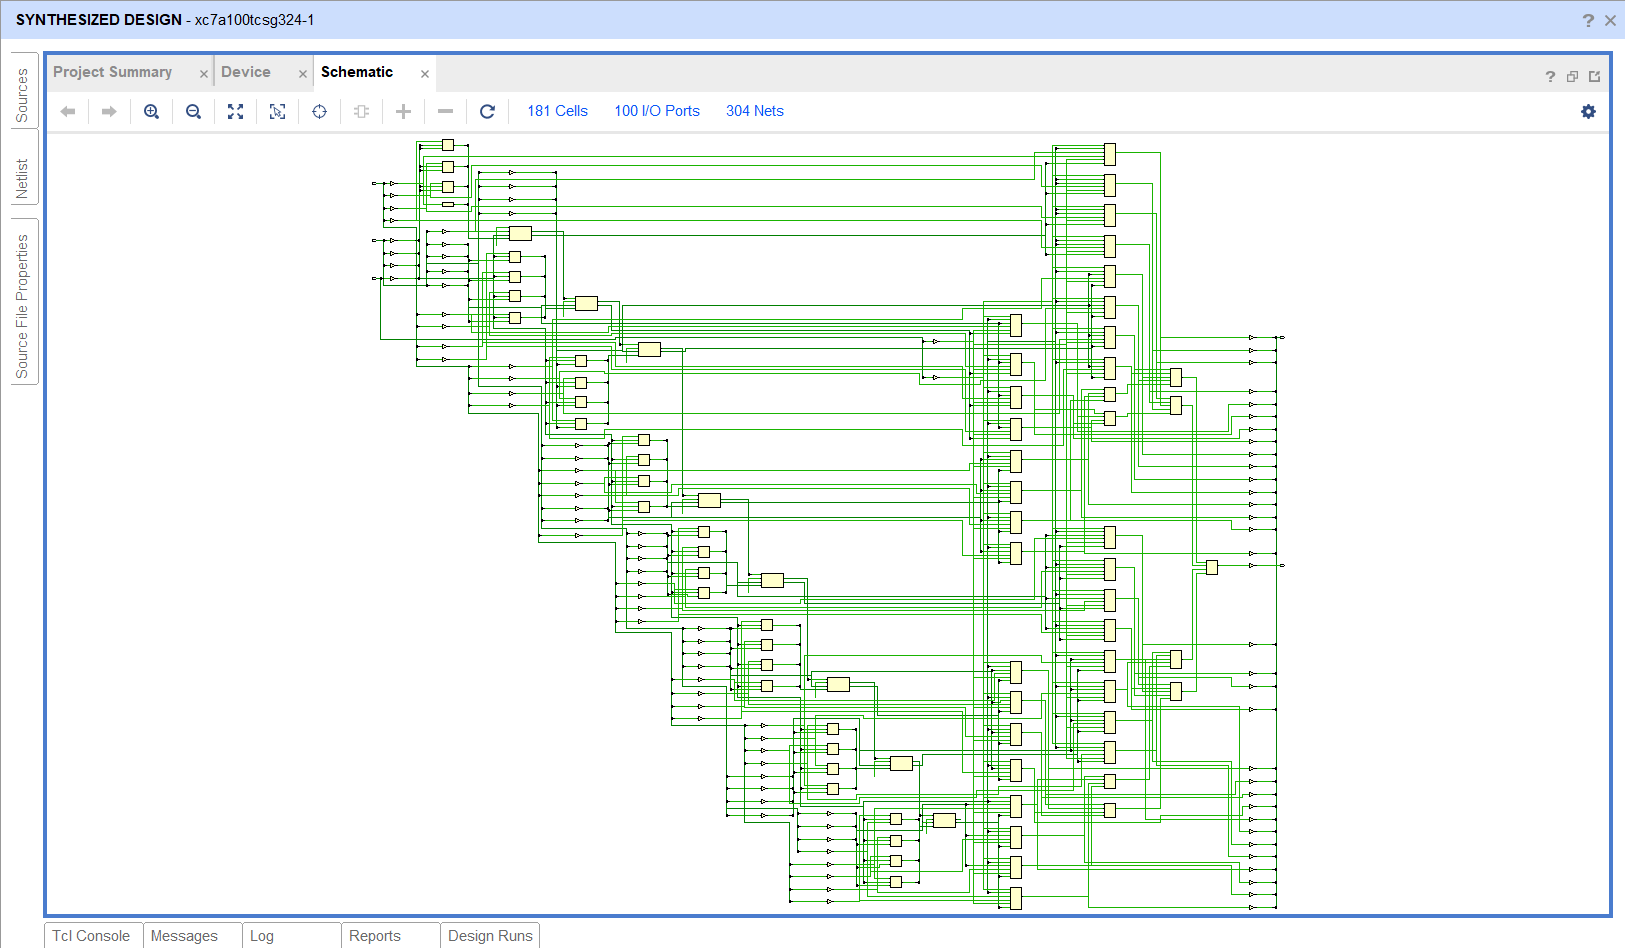 SYNTHESIZED DESIGN - xc7a100tcsg324-1
Sources
Netlist
Source File Properties
Project Summary
Device
Schematic
181 Cells
100 I/O Ports
304 Nets
Tcl Console
Messages
Log
Reports
Design Runs